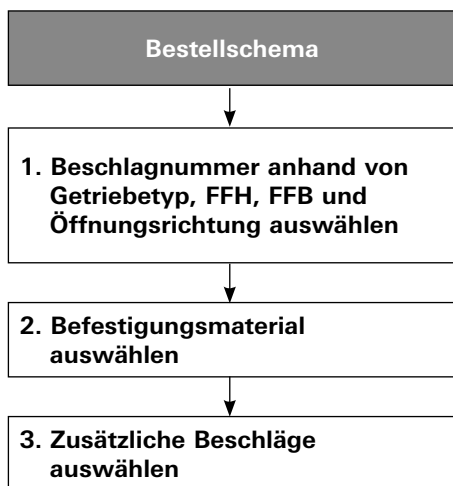 Bestellschema
1. Beschlagnummer anhand von
Getriebetyp, FFH, FFB und
Öffnungsrichtung auswählen
2. Befestigungsmaterial
auswählen
3. Zusätzliche Beschläge
auswählen